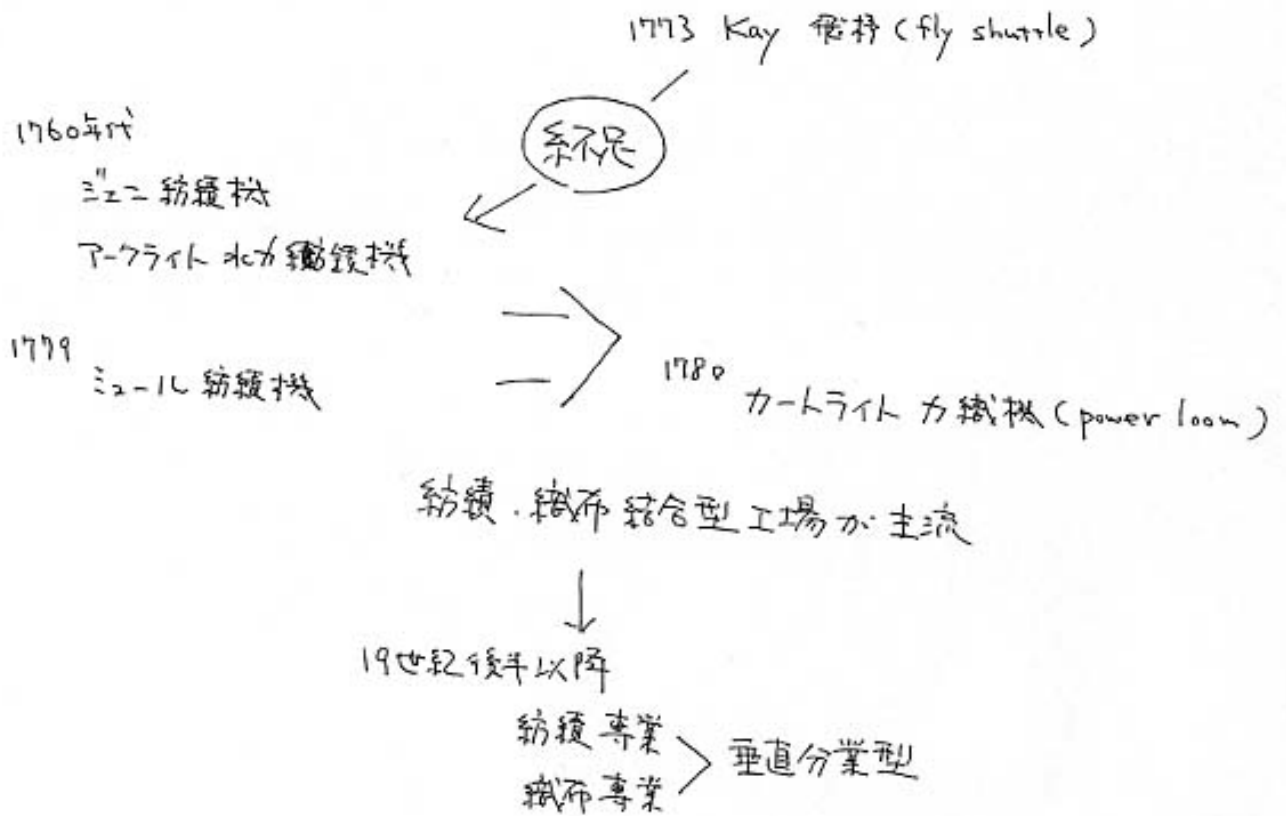 1773 Kay 飛杼(fly shuttle)
糸不足
1760年代
ジェニ紡績機
アークライト水力紡績機
1779
ミュール紡績機
1780
カートライト力織機(power loom)
紡績・織布結合型工場が主流
19世紀後半以降
紡績専業
織布専業
垂直分業型